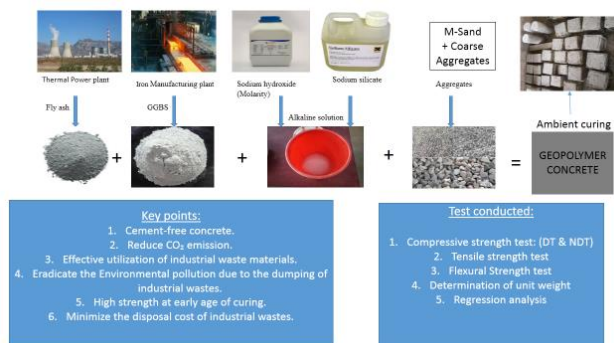 M-Sand
+ Coarse
Aggregates
Thermal Power plant
Iron Manufacturing plant
Sodium hydroxide
(Molarity)
Sodium silicate
Aggregates
Fly ash
GGBS
Alkaline solution
Ambient curing
+
+
+
=
GEOPOLYMER
CONCRETE
Key points:
1. Cement-free concrete.
2. Reduce CO₂ emission.
3. Effective utilization of industrial waste materials.
4. Eradicate the Environmental pollution due to the dumping of
industrial wastes.
5. High strength at early age of curing.
6. Minimize the disposal cost of industrial wastes.
Test conducted:
1. Compressive strength test: (DT & NDT)
2. Tensile strength test
3. Flexural Strength test
4. Determination of unit weight
5. Regression analysis